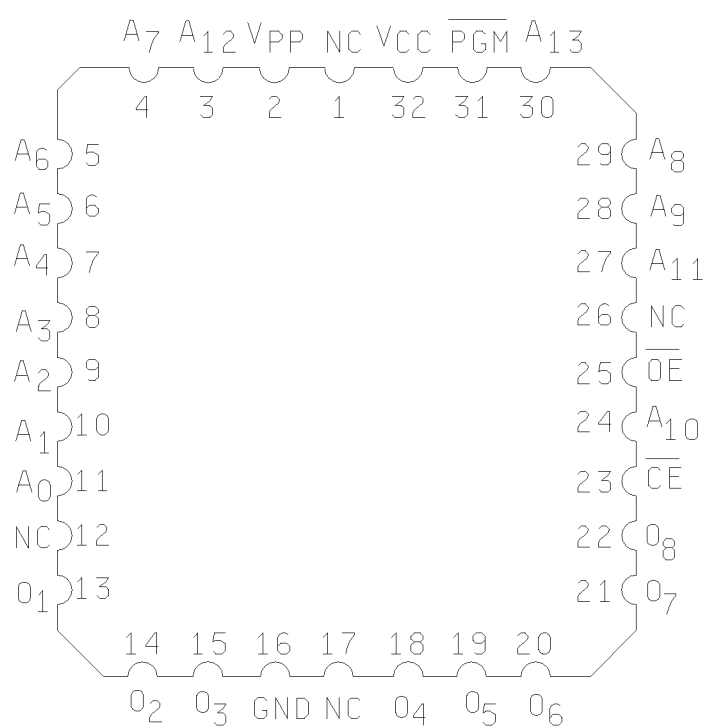 A7 A12 VPP NC VCC PGM A13
4 3 2 1 32 31 30
A6 5 29 A8
A5 6 28 A9
A4 7 27 A11
A3 8 26 NC
A2 9 25 OE
A1 10 24 A10
A0 11 23 CE
NC 12 22 O8
O1 13 21 O7
14 15 16 17 18 19 20
O2 O3 GND NC O4 O5 O6